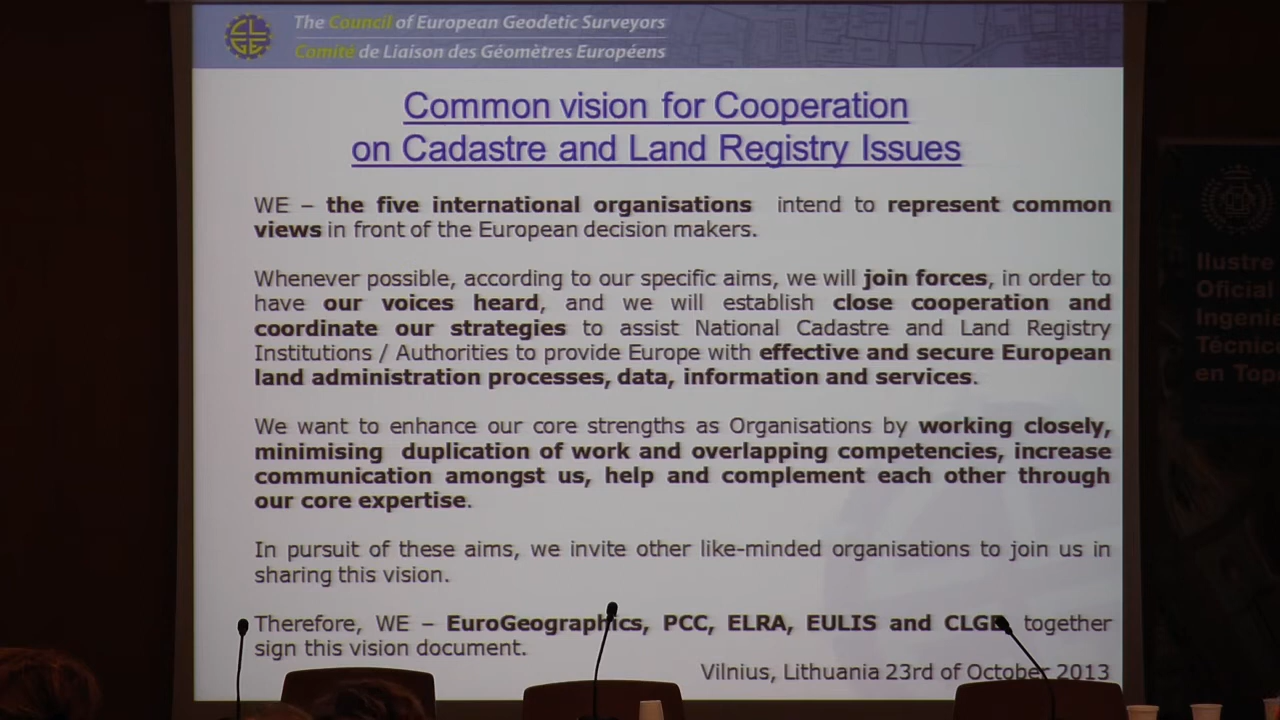 The Council of European Geodetic Surveyors
Comité de Liaison des Géomètres Européens
CLGE
Common vision for Cooperation
on Cadastre and Land Registry Issues
WE – the five international organisations intend to represent common
views in front of the European decision makers.
Whenever possible, according to our specific aims, we will join forces, in order to
have our voices heard, and we will establish close cooperation and
coordinate our strategies to assist National Cadastre and Land Registry
Institutions / Authorities to provide Europe with effective and secure European
land administration processes, data, information and services.
We want to enhance our core strengths as Organisations by working closely,
minimising duplication of work and overlapping competencies, increase
communication amongst us, help and complement each other through
our core expertise.
In pursuit of these aims, we invite other like-minded organisations to join us in
sharing this vision.
Therefore, WE – EuroGeographics, PCC, ELRA, EULIS and CLGE together
sign this vision document.
Vilnius, Lithuania 23rd of October 2013
Ilustre
Oficial
Ingenie
Técnico
en Topo